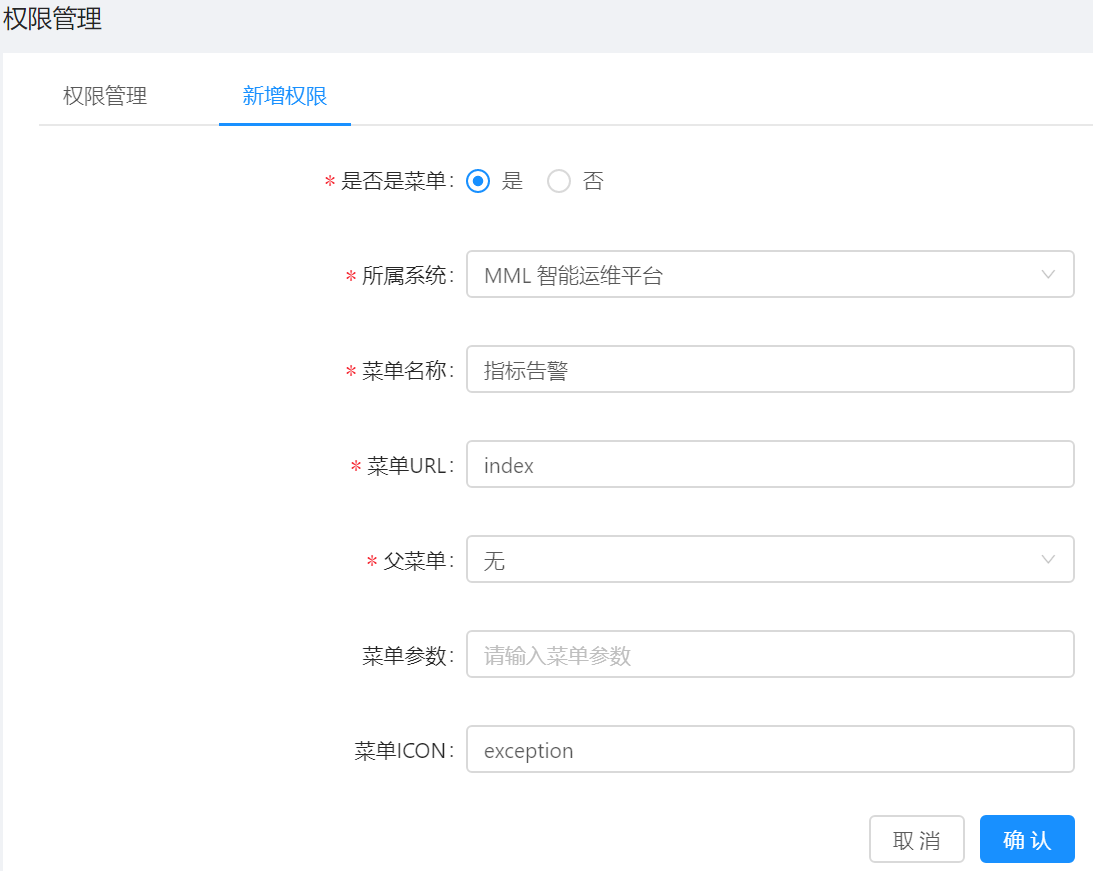 权限管理
权限管理 新增权限
* 是否是菜单: 是 否
* 所属系统: MML 智能运维平台
* 菜单名称: 指标告警
* 菜单URL: index
* 父菜单: 无
菜单参数: 请输入菜单参数
菜单ICON: exception
取 消 确 认